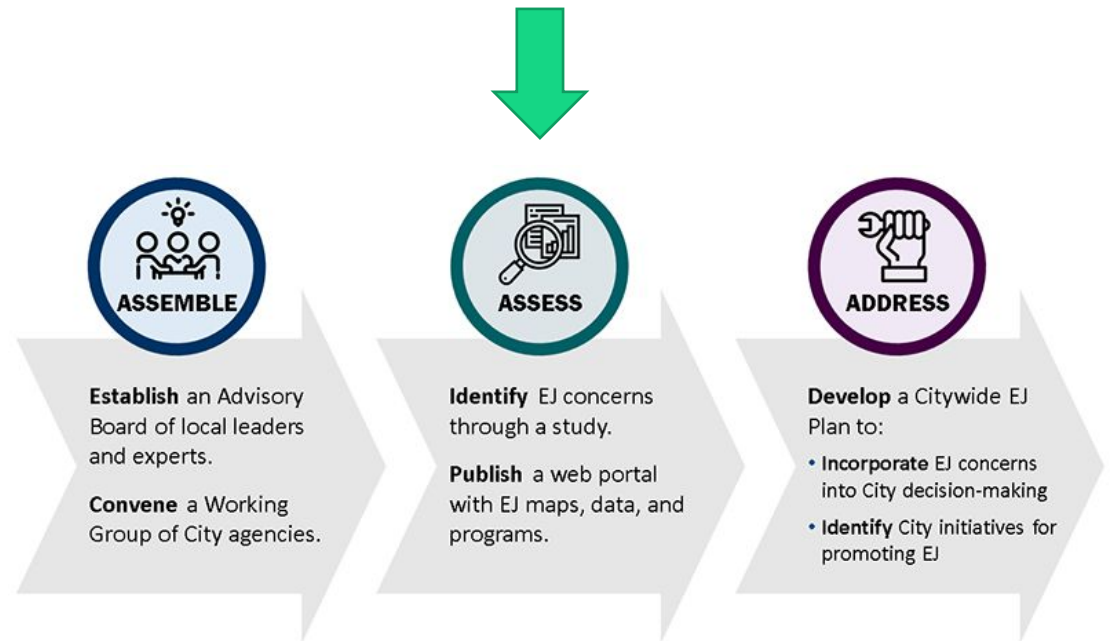 ASSEMBLE
Establish an Advisory
Board of local leaders
and experts.
Convene a Working
Group of City agencies.
ASSESS
Identify EJ concerns
through a study.
Publish a web portal
with EJ maps, data, and
programs.
ADDRESS
Develop a Citywide EJ
Plan to:
• Incorporate EJ concerns
into City decision-making
• Identify City initiatives for
promoting EJ